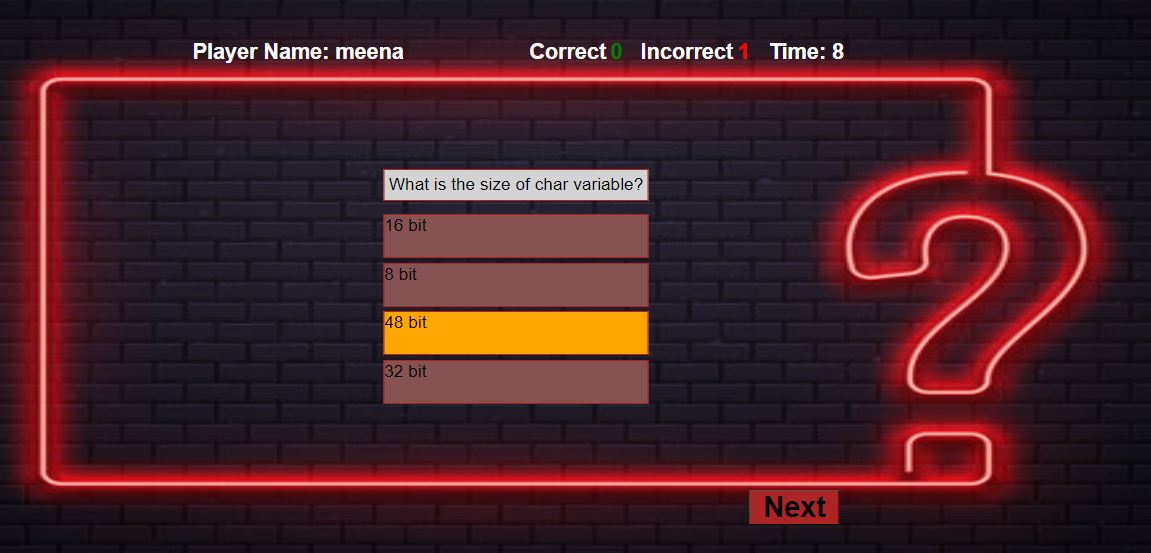 Player Name: meena Correct 0 Incorrect 1 Time: 8
What is the size of char variable?
16 bit
8 bit
48 bit
32 bit
Next